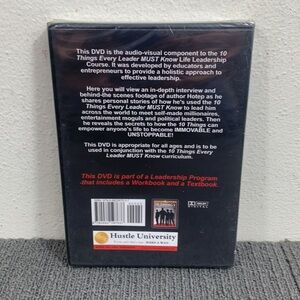 This DVD is the audio-visual component to the 10
Things Every Leader MUST Know Life Leadership
Course. It was developed by educators and
entrepreneurs to provide a holistic approach to
effective leadership.
Here you will view an in-depth interview and
behind-the scenes footage of author Hotep as he
shares personal stories of how he's used the 10
Things Every Leader MUST Know to lead him
across the world to meet self-made millionaires,
entertainment moguls and political leaders. Then
he reveals the secrets to how the 10 Things can
empower anyone's life to become IMMOVABLE and
UNSTOPPABLE!
This DVD is appropriate for all ages and is to be
used in conjunction with the 10 Things Every
Leader MUST Know curriculum.
This DVD is part of a Leadership Program
that includes a Workbook and a Textbook.
Hustle University